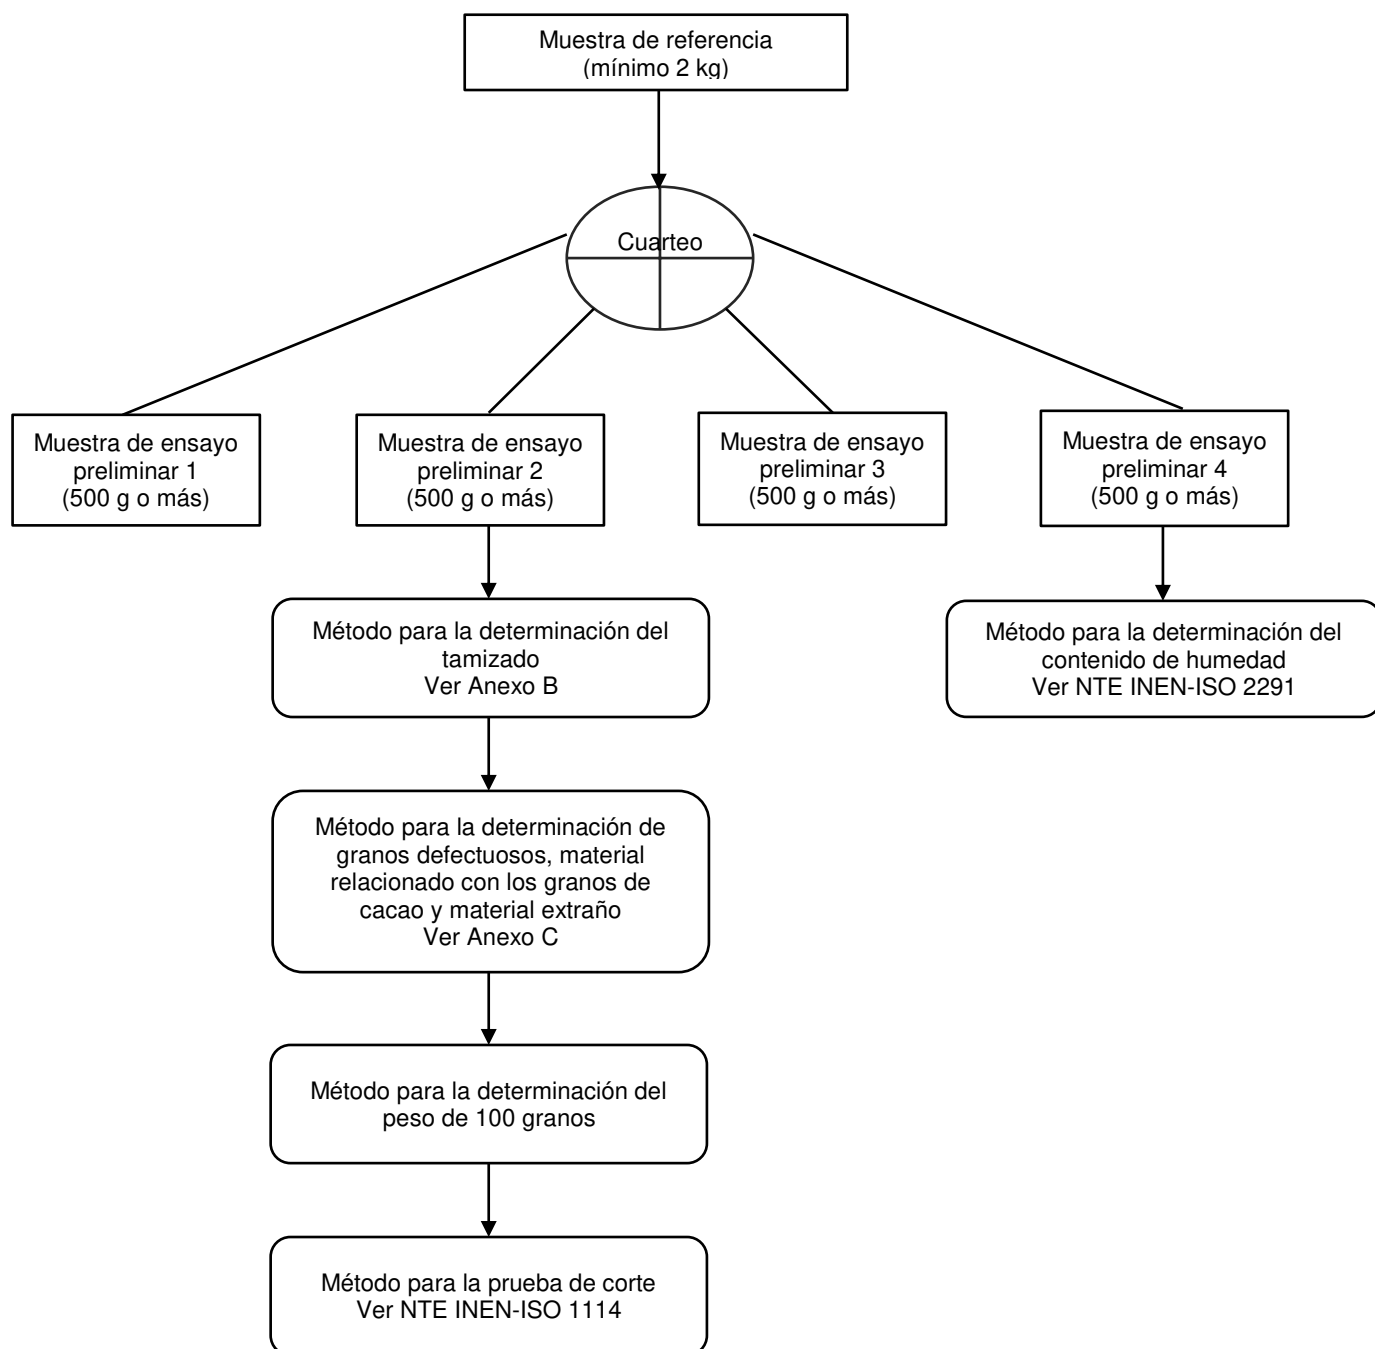 Muestra de referencia
(mínimo 2 kg)
Cuarteo
Muestra de ensayo
preliminar 1
(500 g o más)
Muestra de ensayo
preliminar 2
(500 g o más)
Muestra de ensayo
preliminar 3
(500 g o más)
Muestra de ensayo
preliminar 4
(500 g o más)
Método para la determinación del
tamizado
Ver Anexo B
Método para la determinación del
contenido de humedad
Ver NTE INEN-ISO 2291
Método para la determinación de
granos defectuosos, material
relacionado con los granos de
cacao y material extraño
Ver Anexo C
Método para la determinación del
peso de 100 granos
Método para la prueba de corte
Ver NTE INEN-ISO 1114